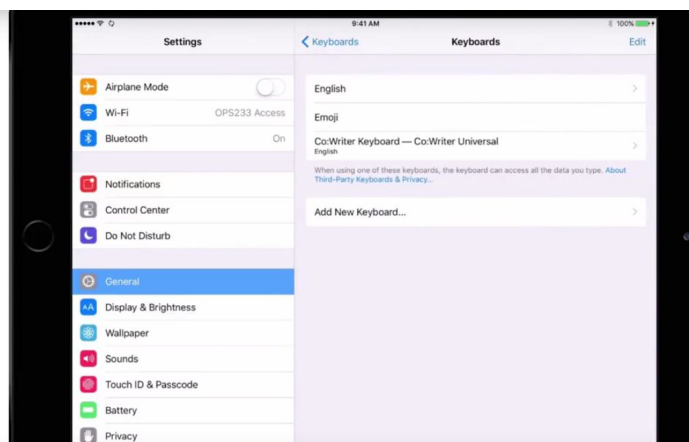 9:41 AM
100%
Settings
Keyboards
Keyboards
Edit
Airplane Mode
Wi-Fi
OPS233 Access
Bluetooth
On
Notifications
Control Center
Do Not Disturb
General
Display & Brightness
Wallpaper
Sounds
Touch ID & Passcode
Battery
Privacy
English
Emoji
Co:Writer Keyboard — Co:Writer Universal
English
When using one of these keyboards, the keyboard can access all the data you type. About
Third-Party Keyboards & Privacy...
Add New Keyboard...